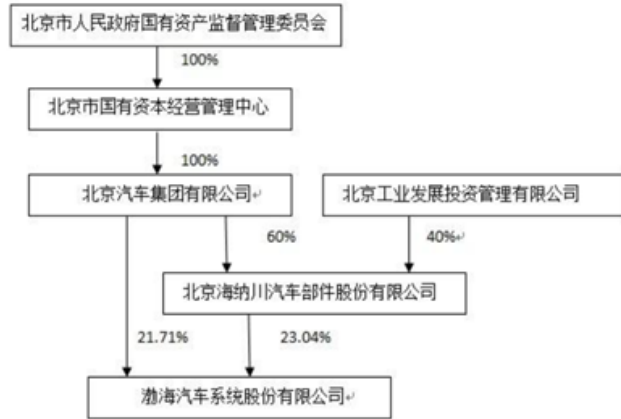 北京市人民政府国有资产监督管理委员会
100%
北京市国有资本经营管理中心
100%
北京汽车集团有限公司
北京工业发展投资管理有限公司
60%
40%
北京海纳川汽车部件股份有限公司
21.71%
23.04%
渤海汽车系统股份有限公司